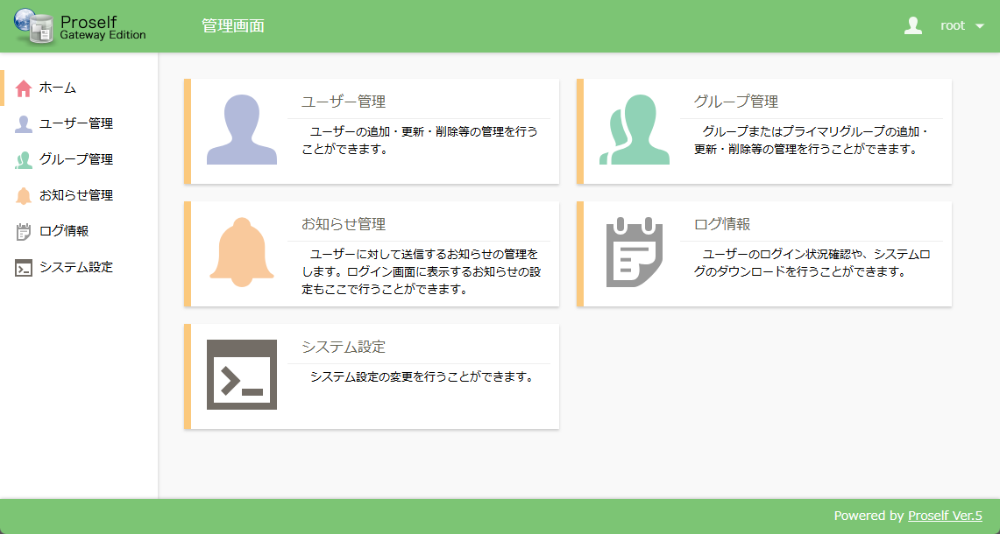 Proself
Gateway Edition
管理画面
root
ホーム
ユーザー管理
グループ管理
お知らせ管理
ログ情報
システム設定
ユーザー管理
ユーザーの追加・更新・削除等の管理を行う
ことができます。
グループ管理
グループまたはプライマリグループの追加・
更新・削除等の管理を行うことができます。
お知らせ管理
ユーザーに対して送信するお知らせの管理を
します。ログイン画面に表示するお知らせの設
定もここで行うことができます。
ログ情報
ユーザーのログイン状況確認や、システムロ
グのダウンロードを行うことができます。
システム設定
システム設定の変更を行うことができます。
Powered by Proself Ver.5